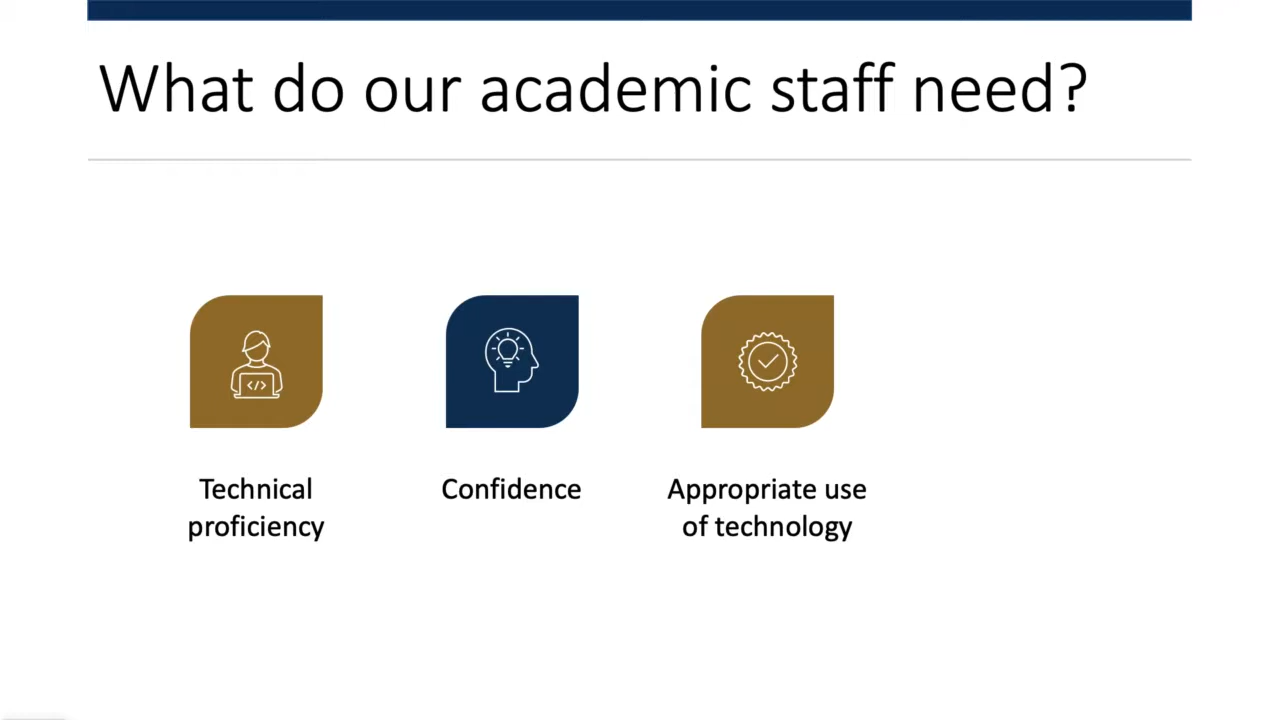 What do our academic staff need?
</>
Technical
proficiency
Confidence
Appropriate use
of technology